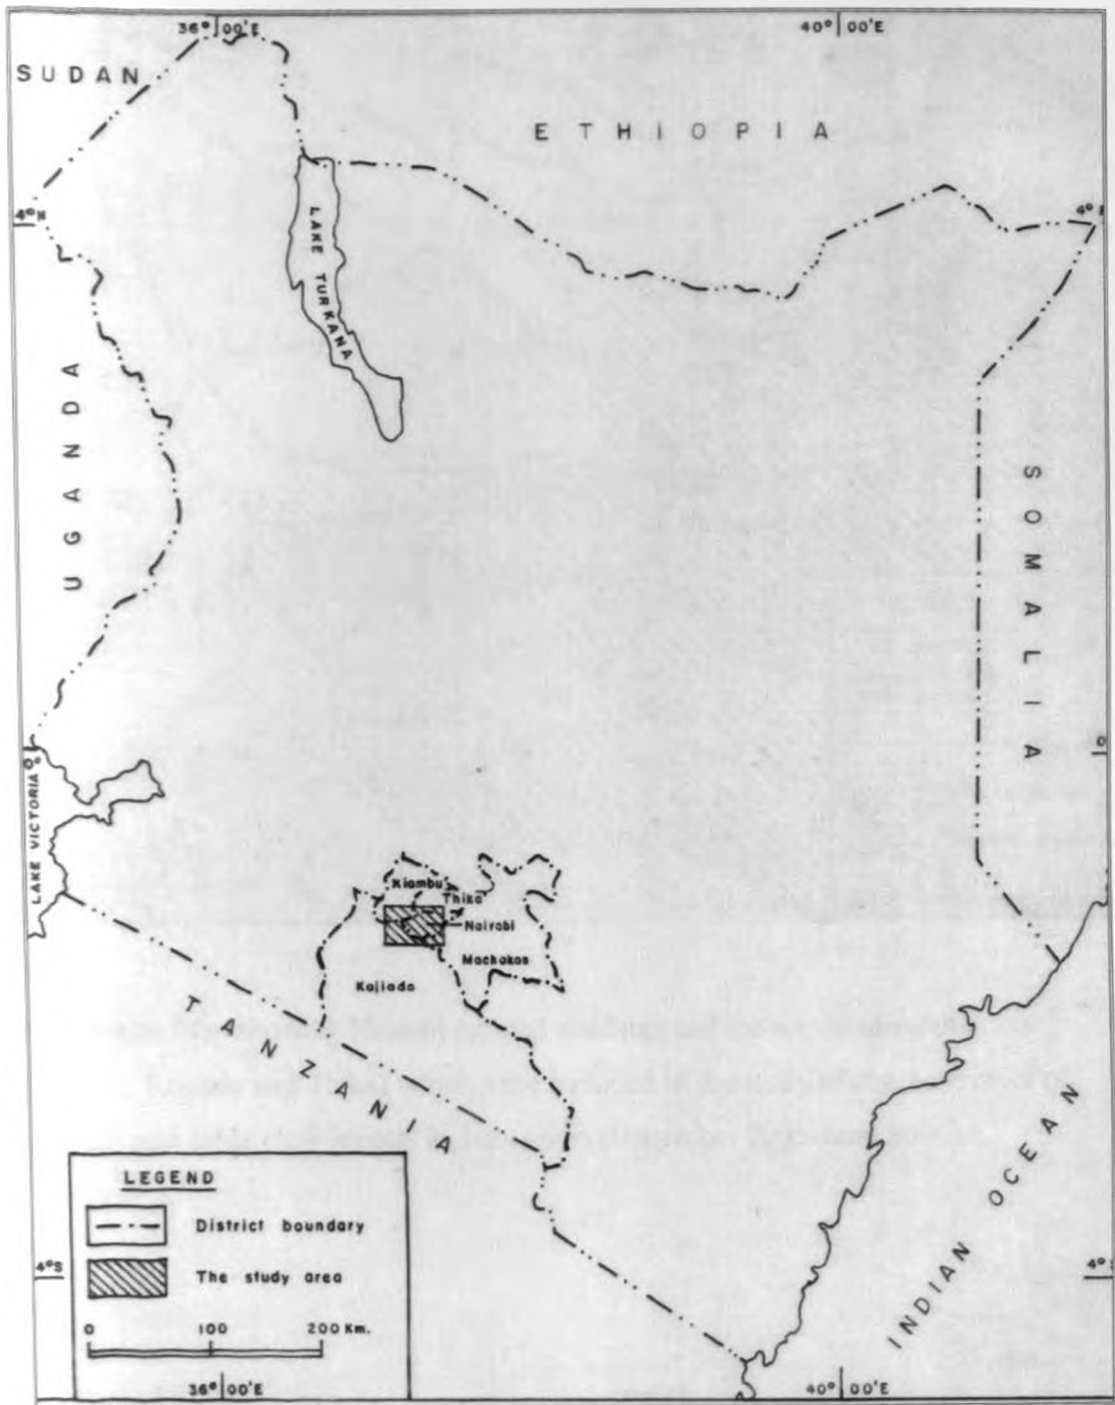 36°00'E
40°00'E
SUDAN
ETHIOPIA
4°N
LAKE TURKANA
UGANDA
SOMALIA
0°
0
LAKE VICTORIA
Kiambu
Thika
Nairobi
Machakos
Kajiado
TANZANIA
INDIAN OCEAN
LEGEND
District boundary
4°S
The study area
0 100 200 Km.
36°00'E
40°00'E